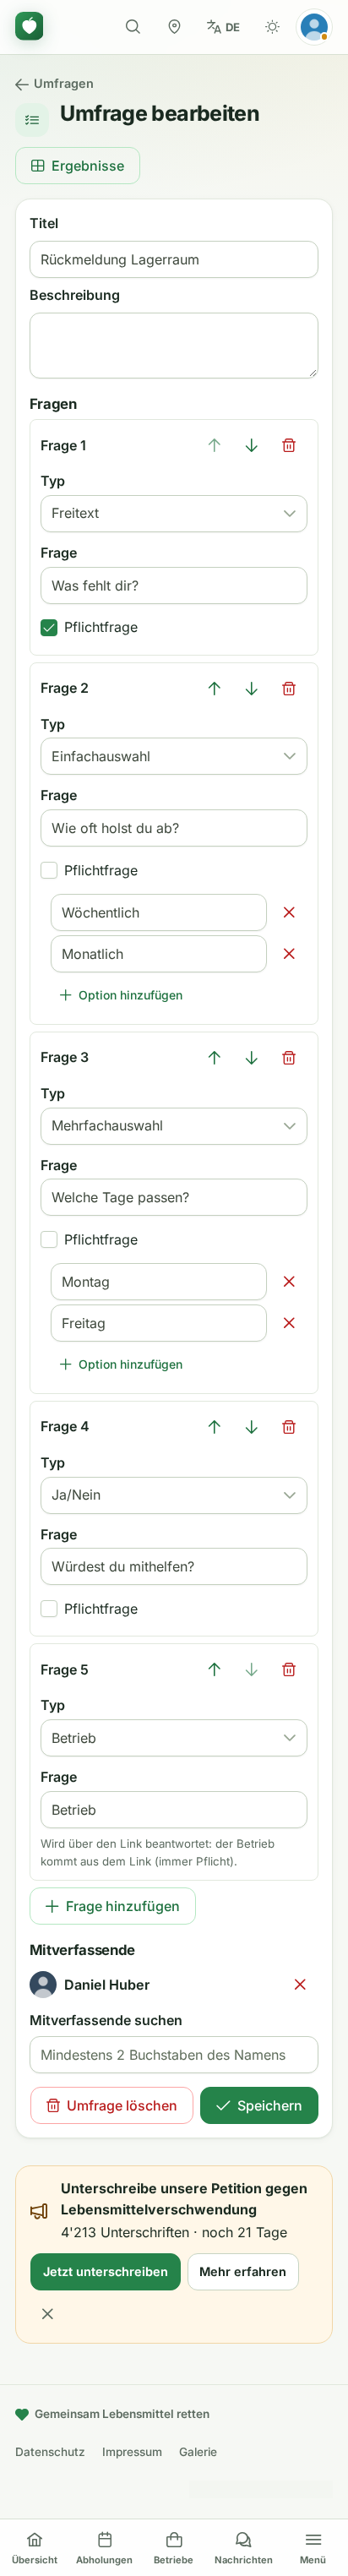 DE
Umfragen
Umfrage bearbeiten
Ergebnisse
Titel
Rückmeldung Lagerraum
Beschreibung
Fragen
Frage 1
Typ
Freitext
Frage
Was fehlt dir?
Pflichtfrage
Frage 2
Typ
Einfachauswahl
Frage
Wie oft holst du ab?
Pflichtfrage
Wöchentlich
Monatlich
Option hinzufügen
Frage 3
Typ
Mehrfachauswahl
Frage
Welche Tage passen?
Pflichtfrage
Montag
Freitag
Option hinzufügen
Frage 4
Typ
Ja/Nein
Frage
Würdest du mithelfen?
Pflichtfrage
Frage 5
Typ
Betrieb
Frage
Betrieb
Wird über den Link beantwortet: der Betrieb
kommt aus dem Link (immer Pflicht).
Frage hinzufügen
Mitverfassende
Daniel Huber
Mitverfassende suchen
Mindestens 2 Buchstaben des Namens
Umfrage löschen
Speichern
Unterschreibe unsere Petition gegen
Lebensmittelverschwendung
4'213 Unterschriften · noch 21 Tage
Jetzt unterschreiben
Mehr erfahren
Gemeinsam Lebensmittel retten
Datenschutz Impressum Galerie
Übersicht Abholungen Betriebe Nachrichten Menü